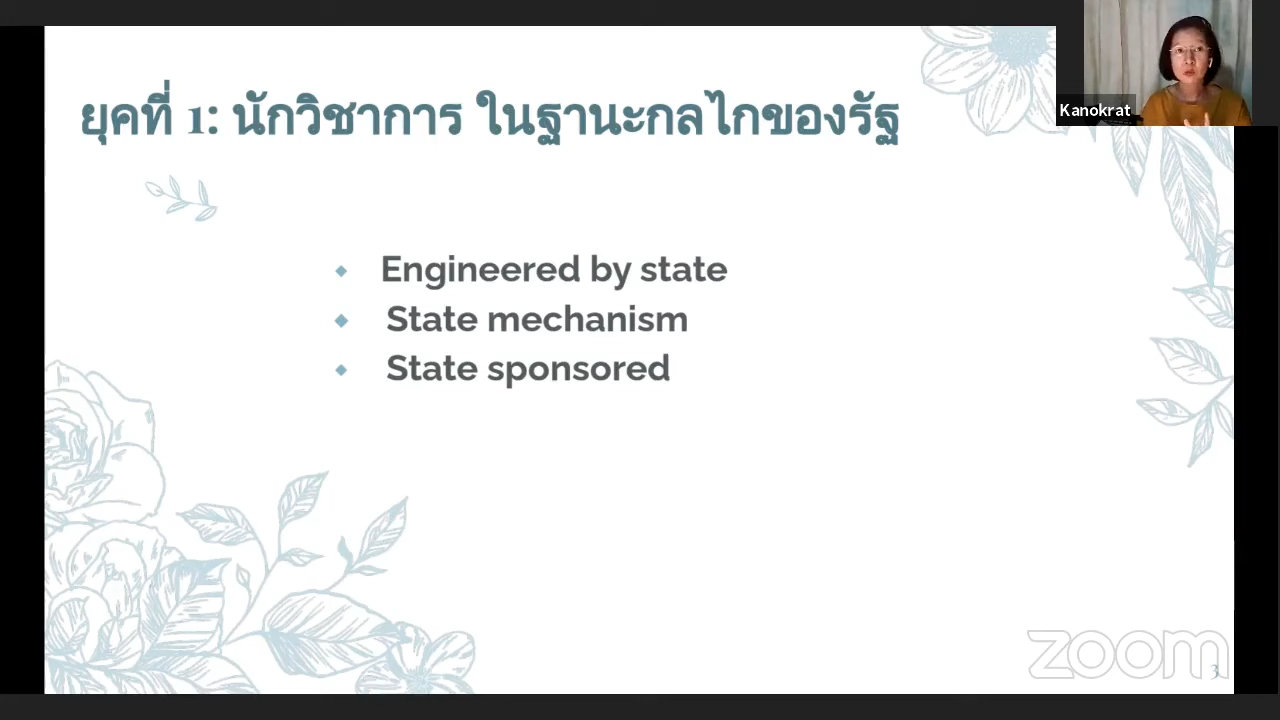 ยุคที่ 1: นักวิชาการ ในฐานะกลไกของรัฐ
Kanokrat
Engineered by state
State mechanism
State sponsored
zoom
3